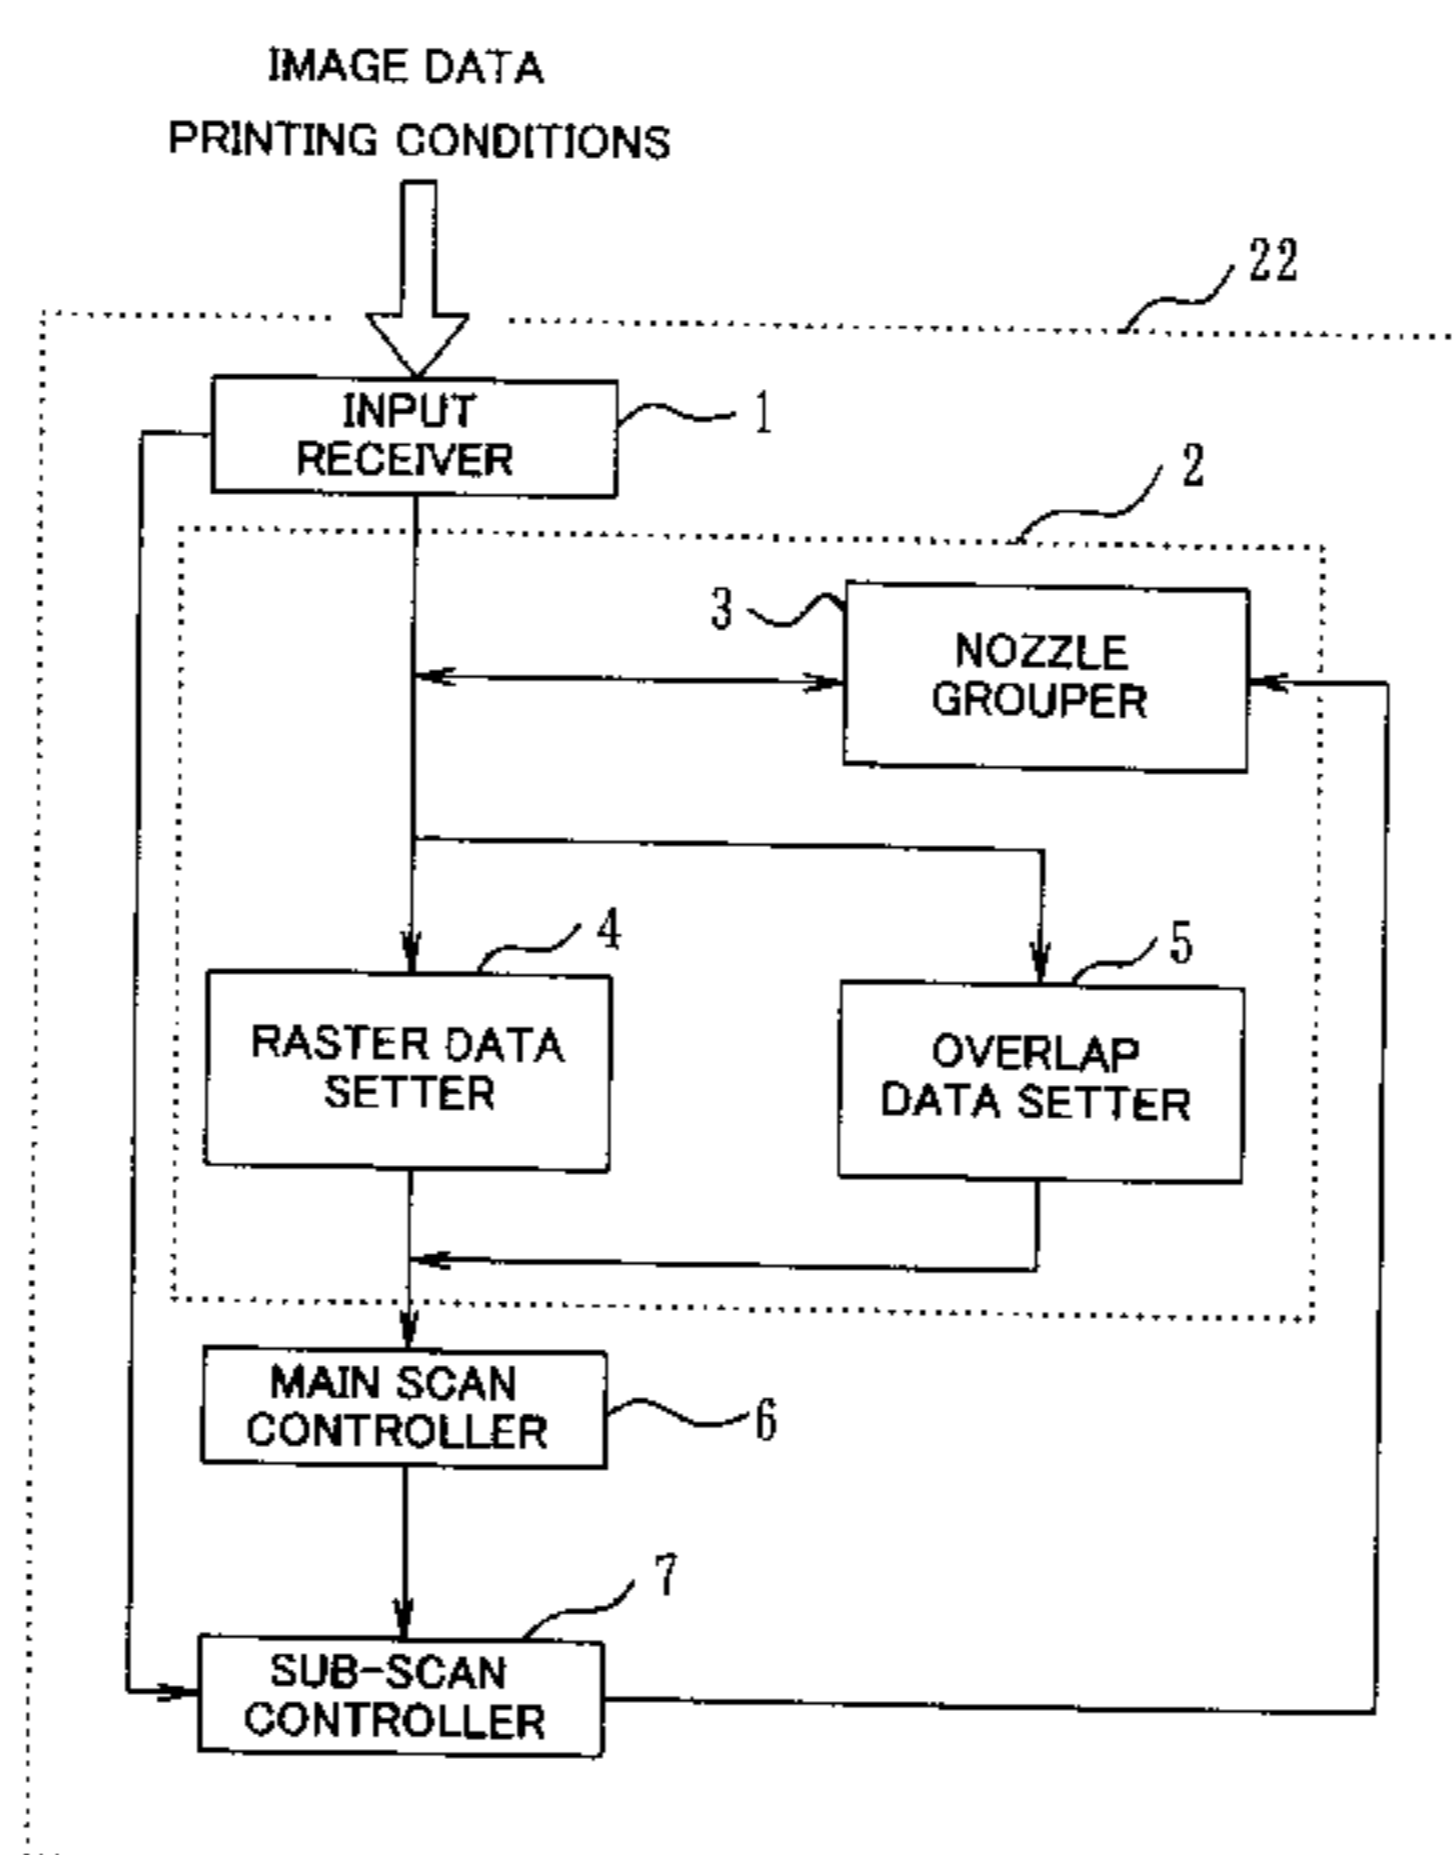 IMAGE DATA
PRINTING CONDITIONS
22
INPUT
RECEIVER
1
2
3
NOZZLE
GROUPER
4
5
RASTER DATA
SETTER
OVERLAP
DATA SETTER
MAIN SCAN
CONTROLLER
6
7
SUB-SCAN
CONTROLLER